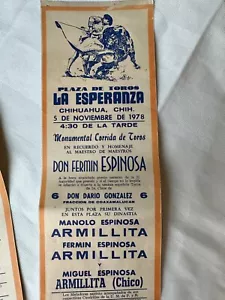 PLAZA DE TOROS
LA ESPERANZA
CHIHUAHUA, CHIH.
5 DE NOVIEMBRE DE 1978
4:30 DE LA TARDE
Monumental Corrida de Toros
EN RECUERDO Y HOMENAJE
AL MAESTRO DE MAESTROS
DON FERMIN ESPINOSA
6 DON DARIO GONZALEZ 6
FRACCION DE
JUNTOS POR PRIMERA VEZ
EN ESTA PLAZA SU DINASTIA
MANOLO ESPINOSA
ARMILLITA
FERMIN ESPINOSA
ARMILLITA
Y
MIGUEL ESPINOSA
ARMILLITA (Chico)